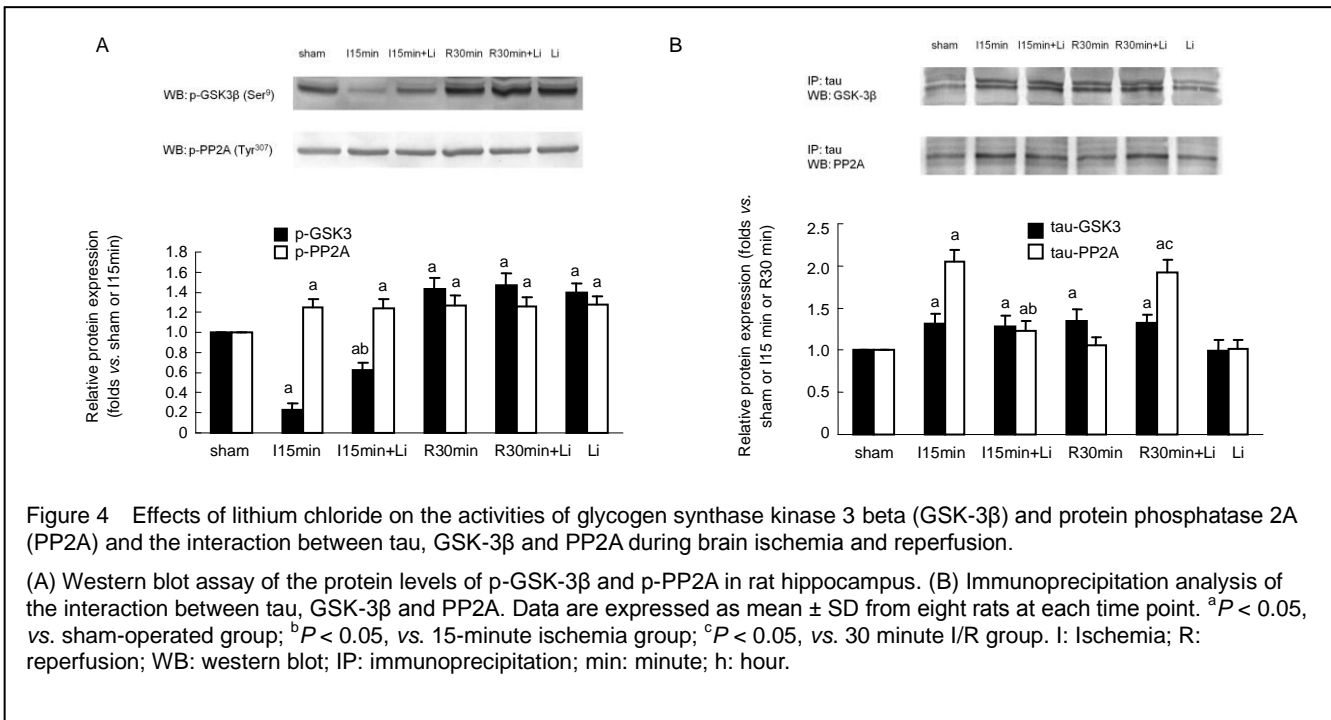 A
sham I15min I15min+Li R30min R30min+Li Li
WB: p-GSK3β (Ser⁹)
WB: p-PP2A (Tyr³⁰⁷)
p-GSK3
p-PP2A
Relative protein expression
(folds vs. sham or I15min)
1.8
1.6
1.4
1.2
1.0
0.8
0.6
0.4
0.2
0
a a ab a a a a a a a
sham I15min I15min+Li R30min R30min+Li Li
B
sham I15min I15min+Li R30min R30min+Li Li
IP: tau
WB: GSK-3β
IP: tau
WB: PP2A
tau-GSK3
tau-PP2A
Relative protein expression (folds vs.
sham or I15 min or R30 min)
2.5
2.0
1.5
1.0
0.5
0
a a a ab a a ac
sham I15min I15min+Li R30min R30min+Li Li
Figure 4 Effects of lithium chloride on the activities of glycogen synthase kinase 3 beta (GSK-3β) and protein phosphatase 2A
(PP2A) and the interaction between tau, GSK-3β and PP2A during brain ischemia and reperfusion.
(A) Western blot assay of the protein levels of p-GSK-3β and p-PP2A in rat hippocampus. (B) Immunoprecipitation analysis of
the interaction between tau, GSK-3β and PP2A. Data are expressed as mean ± SD from eight rats at each time point. ᵃP < 0.05,
vs. sham-operated group; ᵇP < 0.05, vs. 15-minute ischemia group; ᶜP < 0.05, vs. 30 minute I/R group. I: Ischemia; R:
reperfusion; WB: western blot; IP: immunoprecipitation; min: minute; h: hour.